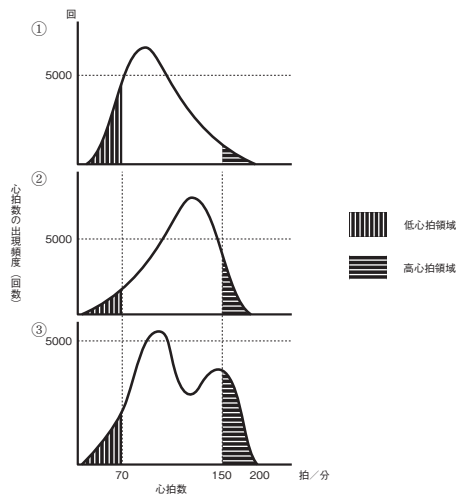 回
①
5000
②
5000
③
5000
心拍数の出現頻度（回数）
低心拍領域
高心拍領域
70 150 200 拍／分
心拍数